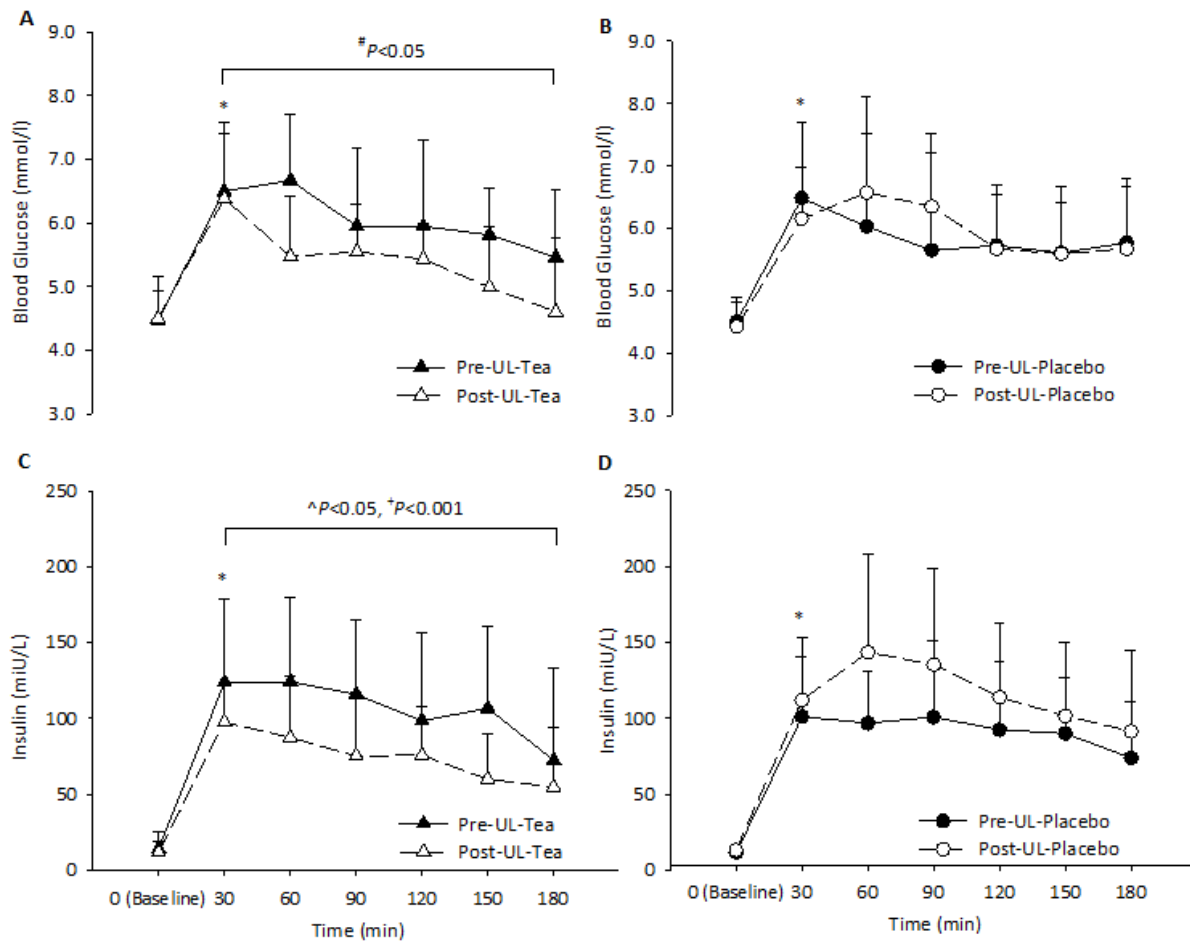 A
9.0
8.0
7.0
6.0
5.0
4.0
3.0
Blood Glucose (mmol/l)
#P<0.05
*
Pre-UL-Tea
Post-UL-Tea
B
9.0
8.0
7.0
6.0
5.0
4.0
3.0
Blood Glucose (mmol/l)
*
Pre-UL-Placebo
Post-UL-Placebo
C
250
200
150
100
50
0
Insulin (miU/L)
^P<0.05, +P<0.001
*
Pre-UL-Tea
Post-UL-Tea
0 (Baseline) 30 60 90 120 150 180
Time (min)
D
250
200
150
100
50
0
Insulin (miU/L)
*
Pre-UL-Placebo
Post-UL-Placebo
0 (Baseline) 30 60 90 120 150 180
Time (min)